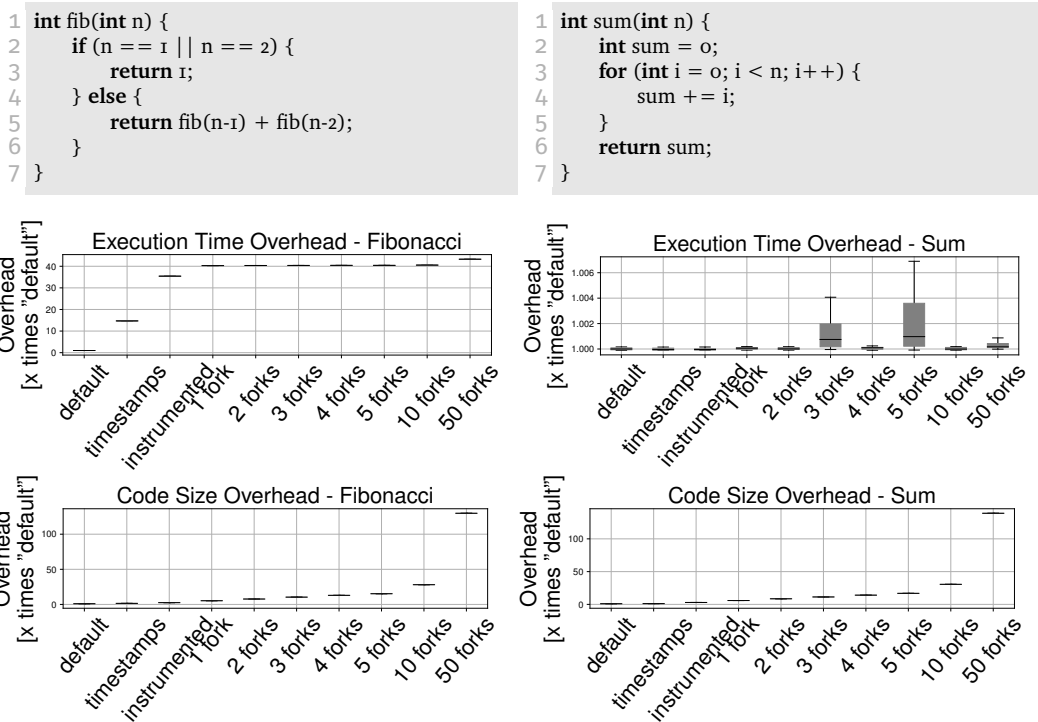 1 int fib(int n) {
2 if (n == 1 || n == 2) {
3 return 1;
4 } else {
5 return fib(n-1) + fib(n-2);
6 }
7 }
1 int sum(int n) {
2 int sum = 0;
3 for (int i = 0; i < n; i++) {
4 sum += i;
5 }
6 return sum;
7 }
Execution Time Overhead - Fibonacci
Overhead
[x times "default"]
40
30
20
10
0
default
timestamps
instrumented
1 fork
2 forks
3 forks
4 forks
5 forks
10 forks
50 forks
Execution Time Overhead - Sum
Overhead
[x times "default"]
1.006
1.004
1.002
1.000
default
timestamps
instrumented
1 fork
2 forks
3 forks
4 forks
5 forks
10 forks
50 forks
Code Size Overhead - Fibonacci
Overhead
[x times "default"]
100
50
0
default
timestamps
instrumented
1 fork
2 forks
3 forks
4 forks
5 forks
10 forks
50 forks
Code Size Overhead - Sum
Overhead
[x times "default"]
100
50
0
default
timestamps
instrumented
1 fork
2 forks
3 forks
4 forks
5 forks
10 forks
50 forks